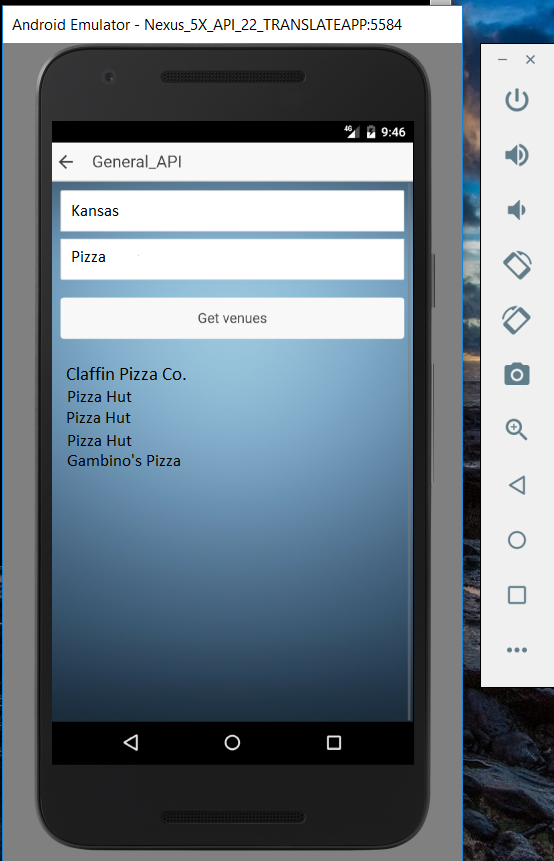 Android Emulator - Nexus_5X_API_22_TRANSLATEAPP:5584
4G 9:46
General_API
Kansas
Pizza
Get venues
Claffin Pizza Co.
Pizza Hut
Pizza Hut
Pizza Hut
Gambino's Pizza